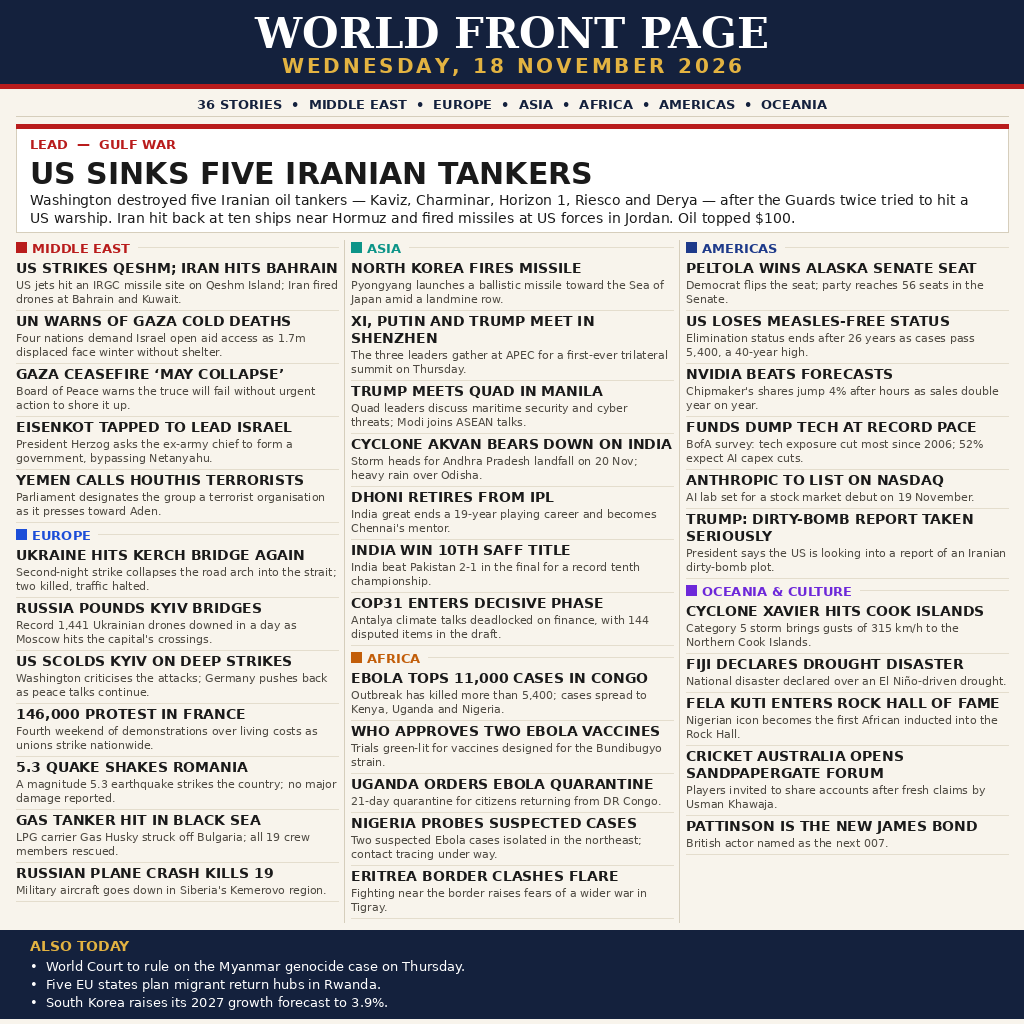 WORLD FRONT PAGE
WEDNESDAY, 18 NOVEMBER 2026
36 STORIES • MIDDLE EAST • EUROPE • ASIA • AFRICA • AMERICAS • OCEANIA
LEAD — GULF WAR
US SINKS FIVE IRANIAN TANKERS
Washington destroyed five Iranian oil tankers — Kaviz, Charminar, Horizon 1, Riesco and Derya — after the Guards twice tried to hit a
US warship. Iran hit back at ten ships near Hormuz and fired missiles at US forces in Jordan. Oil topped $100.
MIDDLE EAST
US STRIKES QESHM; IRAN HITS BAHRAIN
US jets hit an IRGC missile site on Qeshm Island; Iran fired
drones at Bahrain and Kuwait.
UN WARNS OF GAZA COLD DEATHS
Four nations demand Israel open aid access as 1.7m
displaced face winter without shelter.
GAZA CEASEFIRE ‘MAY COLLAPSE’
Board of Peace warns the truce will fail without urgent
action to shore it up.
EISENKOT TAPPED TO LEAD ISRAEL
President Herzog asks the ex-army chief to form a
government, bypassing Netanyahu.
YEMEN CALLS HOUTHIS TERRORISTS
Parliament designates the group a terrorist organisation
as it presses toward Aden.
EUROPE
UKRAINE HITS KERCH BRIDGE AGAIN
Second-night strike collapses the road arch into the strait;
two killed, traffic halted.
RUSSIA POUNDS KYIV BRIDGES
Record 1,441 Ukrainian drones downed in a day as
Moscow hits the capital's crossings.
US SCOLDS KYIV ON DEEP STRIKES
Washington criticises the attacks; Germany pushes back
as peace talks continue.
146,000 PROTEST IN FRANCE
Fourth weekend of demonstrations over living costs as
unions strike nationwide.
5.3 QUAKE SHAKES ROMANIA
A magnitude 5.3 earthquake strikes the country; no major
damage reported.
GAS TANKER HIT IN BLACK SEA
LPG carrier Gas Husky struck off Bulgaria; all 19 crew
members rescued.
RUSSIAN PLANE CRASH KILLS 19
Military aircraft goes down in Siberia's Kemerovo region.
ASIA
NORTH KOREA FIRES MISSILE
Pyongyang launches a ballistic missile toward the Sea of
Japan amid a landmine row.
XI, PUTIN AND TRUMP MEET IN
SHENZHEN
The three leaders gather at APEC for a first-ever trilateral
summit on Thursday.
TRUMP MEETS QUAD IN MANILA
Quad leaders discuss maritime security and cyber
threats; Modi joins ASEAN talks.
CYCLONE AKVAN BEARS DOWN ON INDIA
Storm heads for Andhra Pradesh landfall on 20 Nov;
heavy rain over Odisha.
DHONI RETIRES FROM IPL
India great ends a 19-year playing career and becomes
Chennai's mentor.
INDIA WIN 10TH SAFF TITLE
India beat Pakistan 2-1 in the final for a record tenth
championship.
COP31 ENTERS DECISIVE PHASE
Antalya climate talks deadlocked on finance, with 144
disputed items in the draft.
AFRICA
EBOLA TOPS 11,000 CASES IN CONGO
Outbreak has killed more than 5,400; cases spread to
Kenya, Uganda and Nigeria.
WHO APPROVES TWO EBOLA VACCINES
Trials green-lit for vaccines designed for the Bundibugyo
strain.
UGANDA ORDERS EBOLA QUARANTINE
21-day quarantine for citizens returning from DR Congo.
NIGERIA PROBES SUSPECTED CASES
Two suspected Ebola cases isolated in the northeast;
contact tracing under way.
ERITREA BORDER CLASHES FLARE
Fighting near the border raises fears of a wider war in
Tigray.
AMERICAS
PELTOLA WINS ALASKA SENATE SEAT
Democrat flips the seat; party reaches 56 seats in the
Senate.
US LOSES MEASLES-FREE STATUS
Elimination status ends after 26 years as cases pass
5,400, a 40-year high.
NVIDIA BEATS FORECASTS
Chipmaker's shares jump 4% after hours as sales double
year on year.
FUNDS DUMP TECH AT RECORD PACE
BofA survey: tech exposure cut most since 2006; 52%
expect AI capex cuts.
ANTHROPIC TO LIST ON NASDAQ
AI lab set for a stock market debut on 19 November.
TRUMP: DIRTY-BOMB REPORT TAKEN
SERIOUSLY
President says the US is looking into a report of an Iranian
dirty-bomb plot.
OCEANIA & CULTURE
CYCLONE XAVIER HITS COOK ISLANDS
Category 5 storm brings gusts of 315 km/h to the
Northern Cook Islands.
FIJI DECLARES DROUGHT DISASTER
National disaster declared over an El Niño-driven drought.
FELA KUTI ENTERS ROCK HALL OF FAME
Nigerian icon becomes the first African inducted into the
Rock Hall.
CRICKET AUSTRALIA OPENS
SANDPAPERGATE FORUM
Players invited to share accounts after fresh claims by
Usman Khawaja.
PATTINSON IS THE NEW JAMES BOND
British actor named as the next 007.
ALSO TODAY
• World Court to rule on the Myanmar genocide case on Thursday.
• Five EU states plan migrant return hubs in Rwanda.
• South Korea raises its 2027 growth forecast to 3.9%.